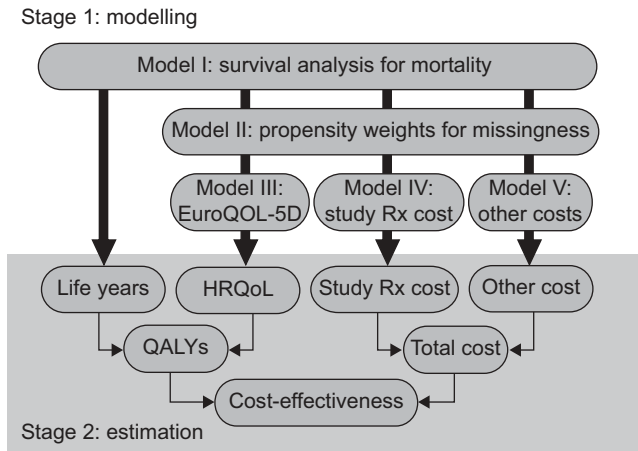 Stage 1: modelling
Model I: survival analysis for mortality
Model II: propensity weights for missingness
Model III:
EuroQOL-5D
Model IV:
study Rx cost
Model V:
other costs
Life years
HRQoL
Study Rx cost
Other cost
QALYs
Total cost
Cost-effectiveness
Stage 2: estimation